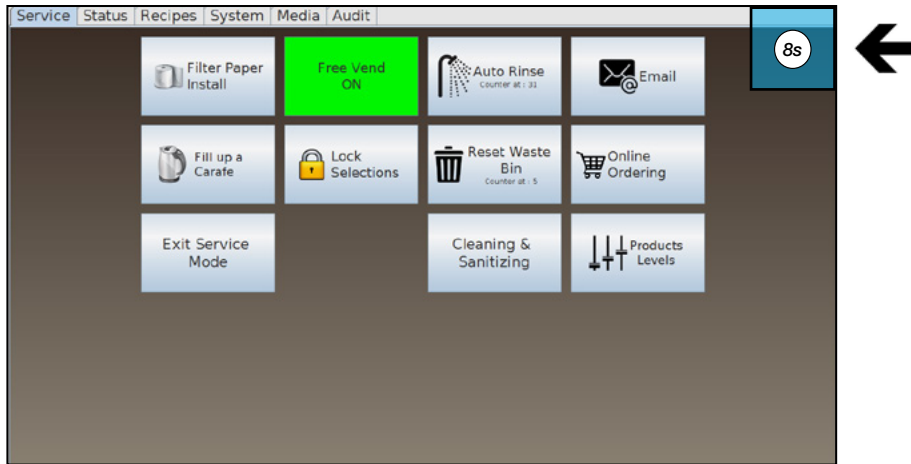 Service Status Recipes System Media Audit
8s
Filter Paper
Install
Free Vend
ON
Auto Rinse
Counter at : 31
Email
Fill up a
Carafe
Lock
Selections
Reset Waste
Bin
Counter at : 5
Online
Ordering
Exit Service
Mode
Cleaning &
Sanitizing
Products
Levels